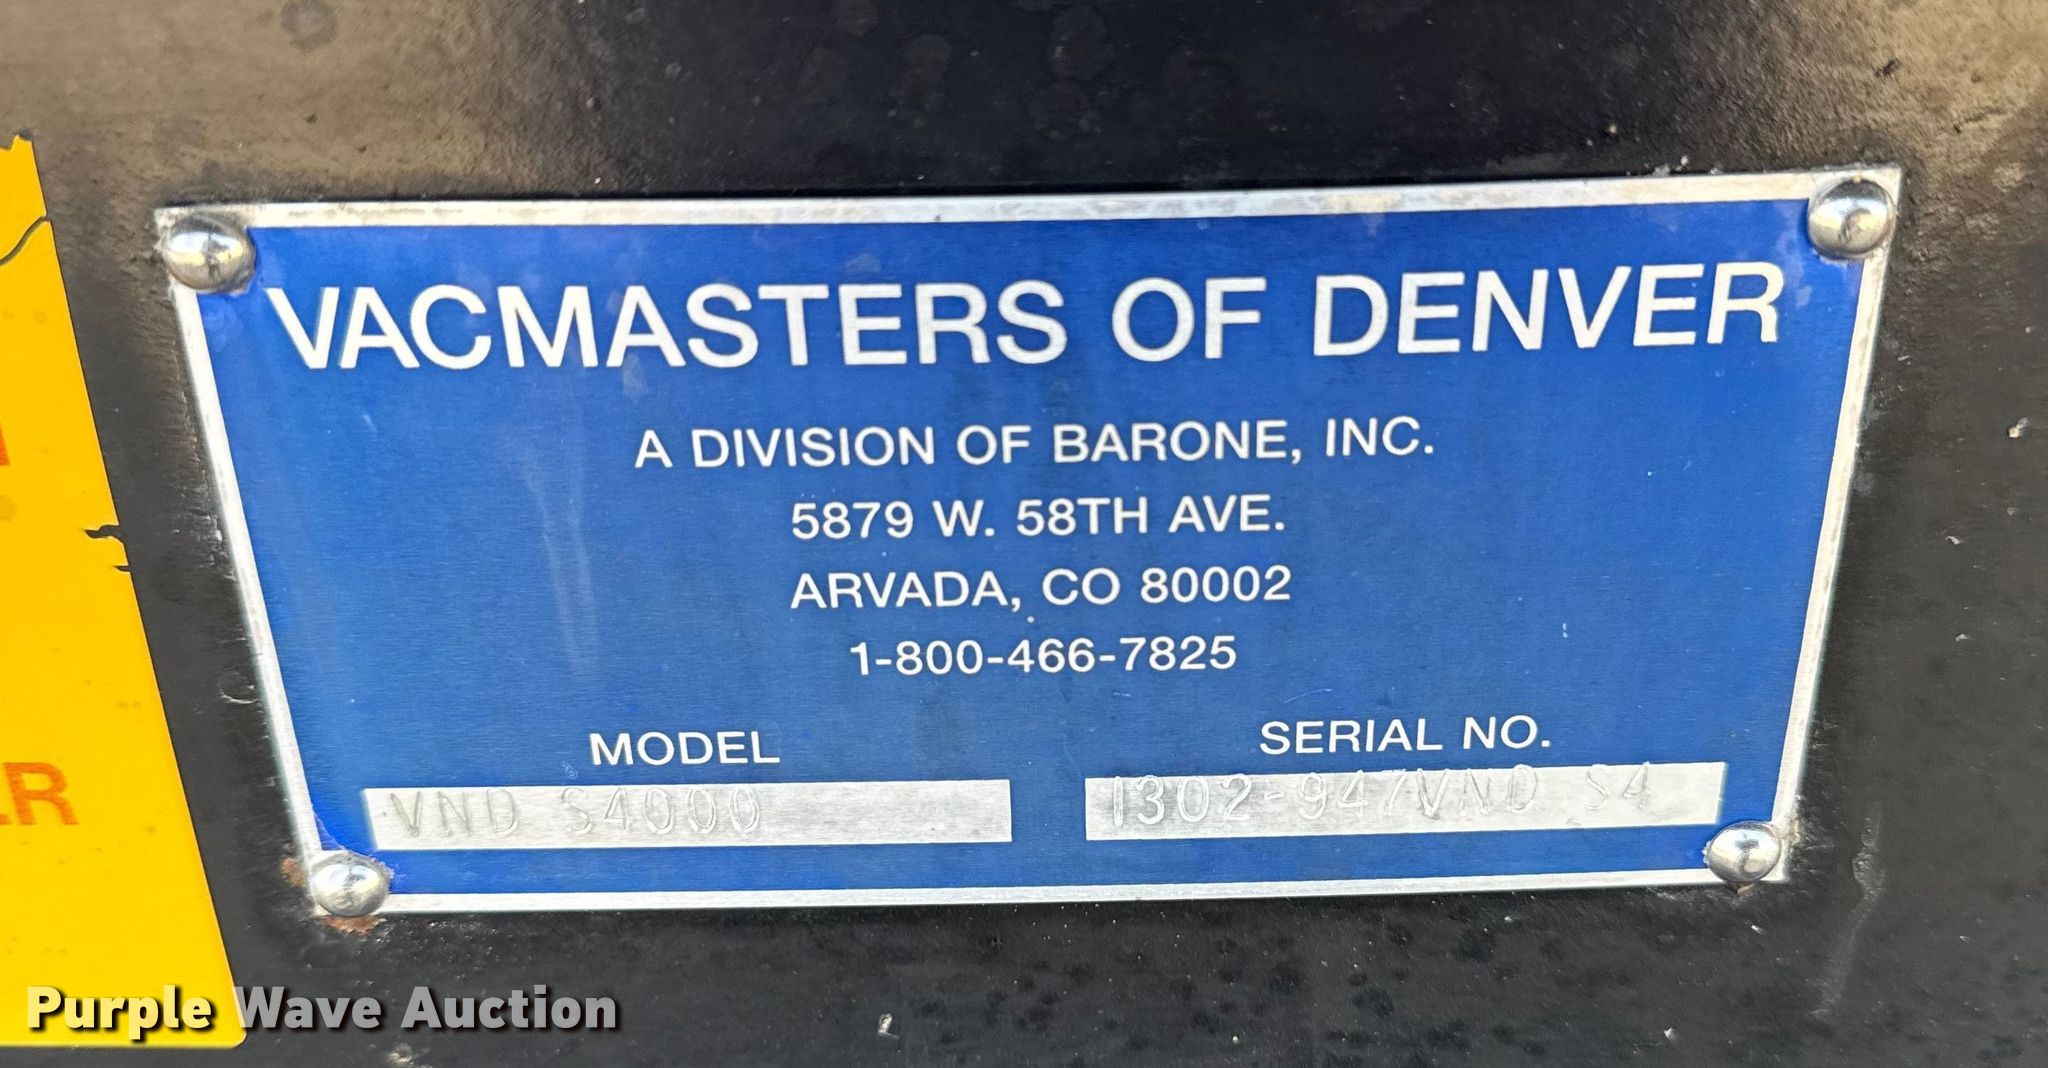 VACMASTERS OF DENVER
A DIVISION OF BARONE, INC.
5879 W. 58TH AVE.
ARVADA, CO 80002
1-800-466-7825
MODEL SERIAL NO.
VND S4000 1302-947VND S4
LR
Purple Wave Auction